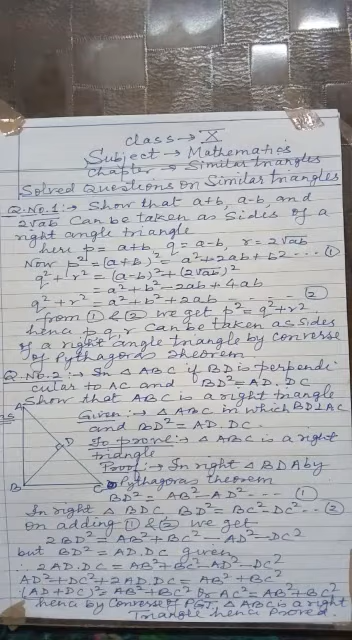 Class → X
Subject → Mathematics
Chapter → Similar triangles
Solved Questions on Similar triangles
Q.No.1:→ Show that a+b, a-b, and
2√ab can be taken as sides of a
right angle triangle
here p= a+b, q= a-b, r= 2√ab
Now p² = (a+b)² = a²+2ab+b² ... ①
q²+r² = (a-b)²+(2√ab)²
= a²+b²-2ab+4ab
q²+r² = a²+b²+2ab ---- ②
from ① & ② we get p²=q²+r²
henc p,q,r can be taken as sides
of a right angle triangle by converse
of Pythagoras theorem
Q.No.2:→ In △ ABC if BD is perpendi
cular to AC and BD²=AD.DC
Show that ABC is a right triangle
Given:→ △ ABC in which BD⊥AC
and BD²=AD.DC.
To prove:→ △ ABC is a right
triangle
Proof:→ In right △ BDA by
Pythagoras theorem
BD²= AB²-AD²--- ①
A
D
B
C
In right △ BDC, BD²= BC²-DC²--②
on adding ① & ② we get
2BD² = AB²+BC²-AD²-DC²
but BD² = AD.DC given
∴ 2AD.DC = AB²+BC²-AD²-DC²
AD²+DC²+2AD.DC = AB²+BC²
(AD+DC)² = AB²+BC² or AC² = AB²+BC²
henc by Converse of P.G.T △ ABC is a right
Triangle henc Proved.